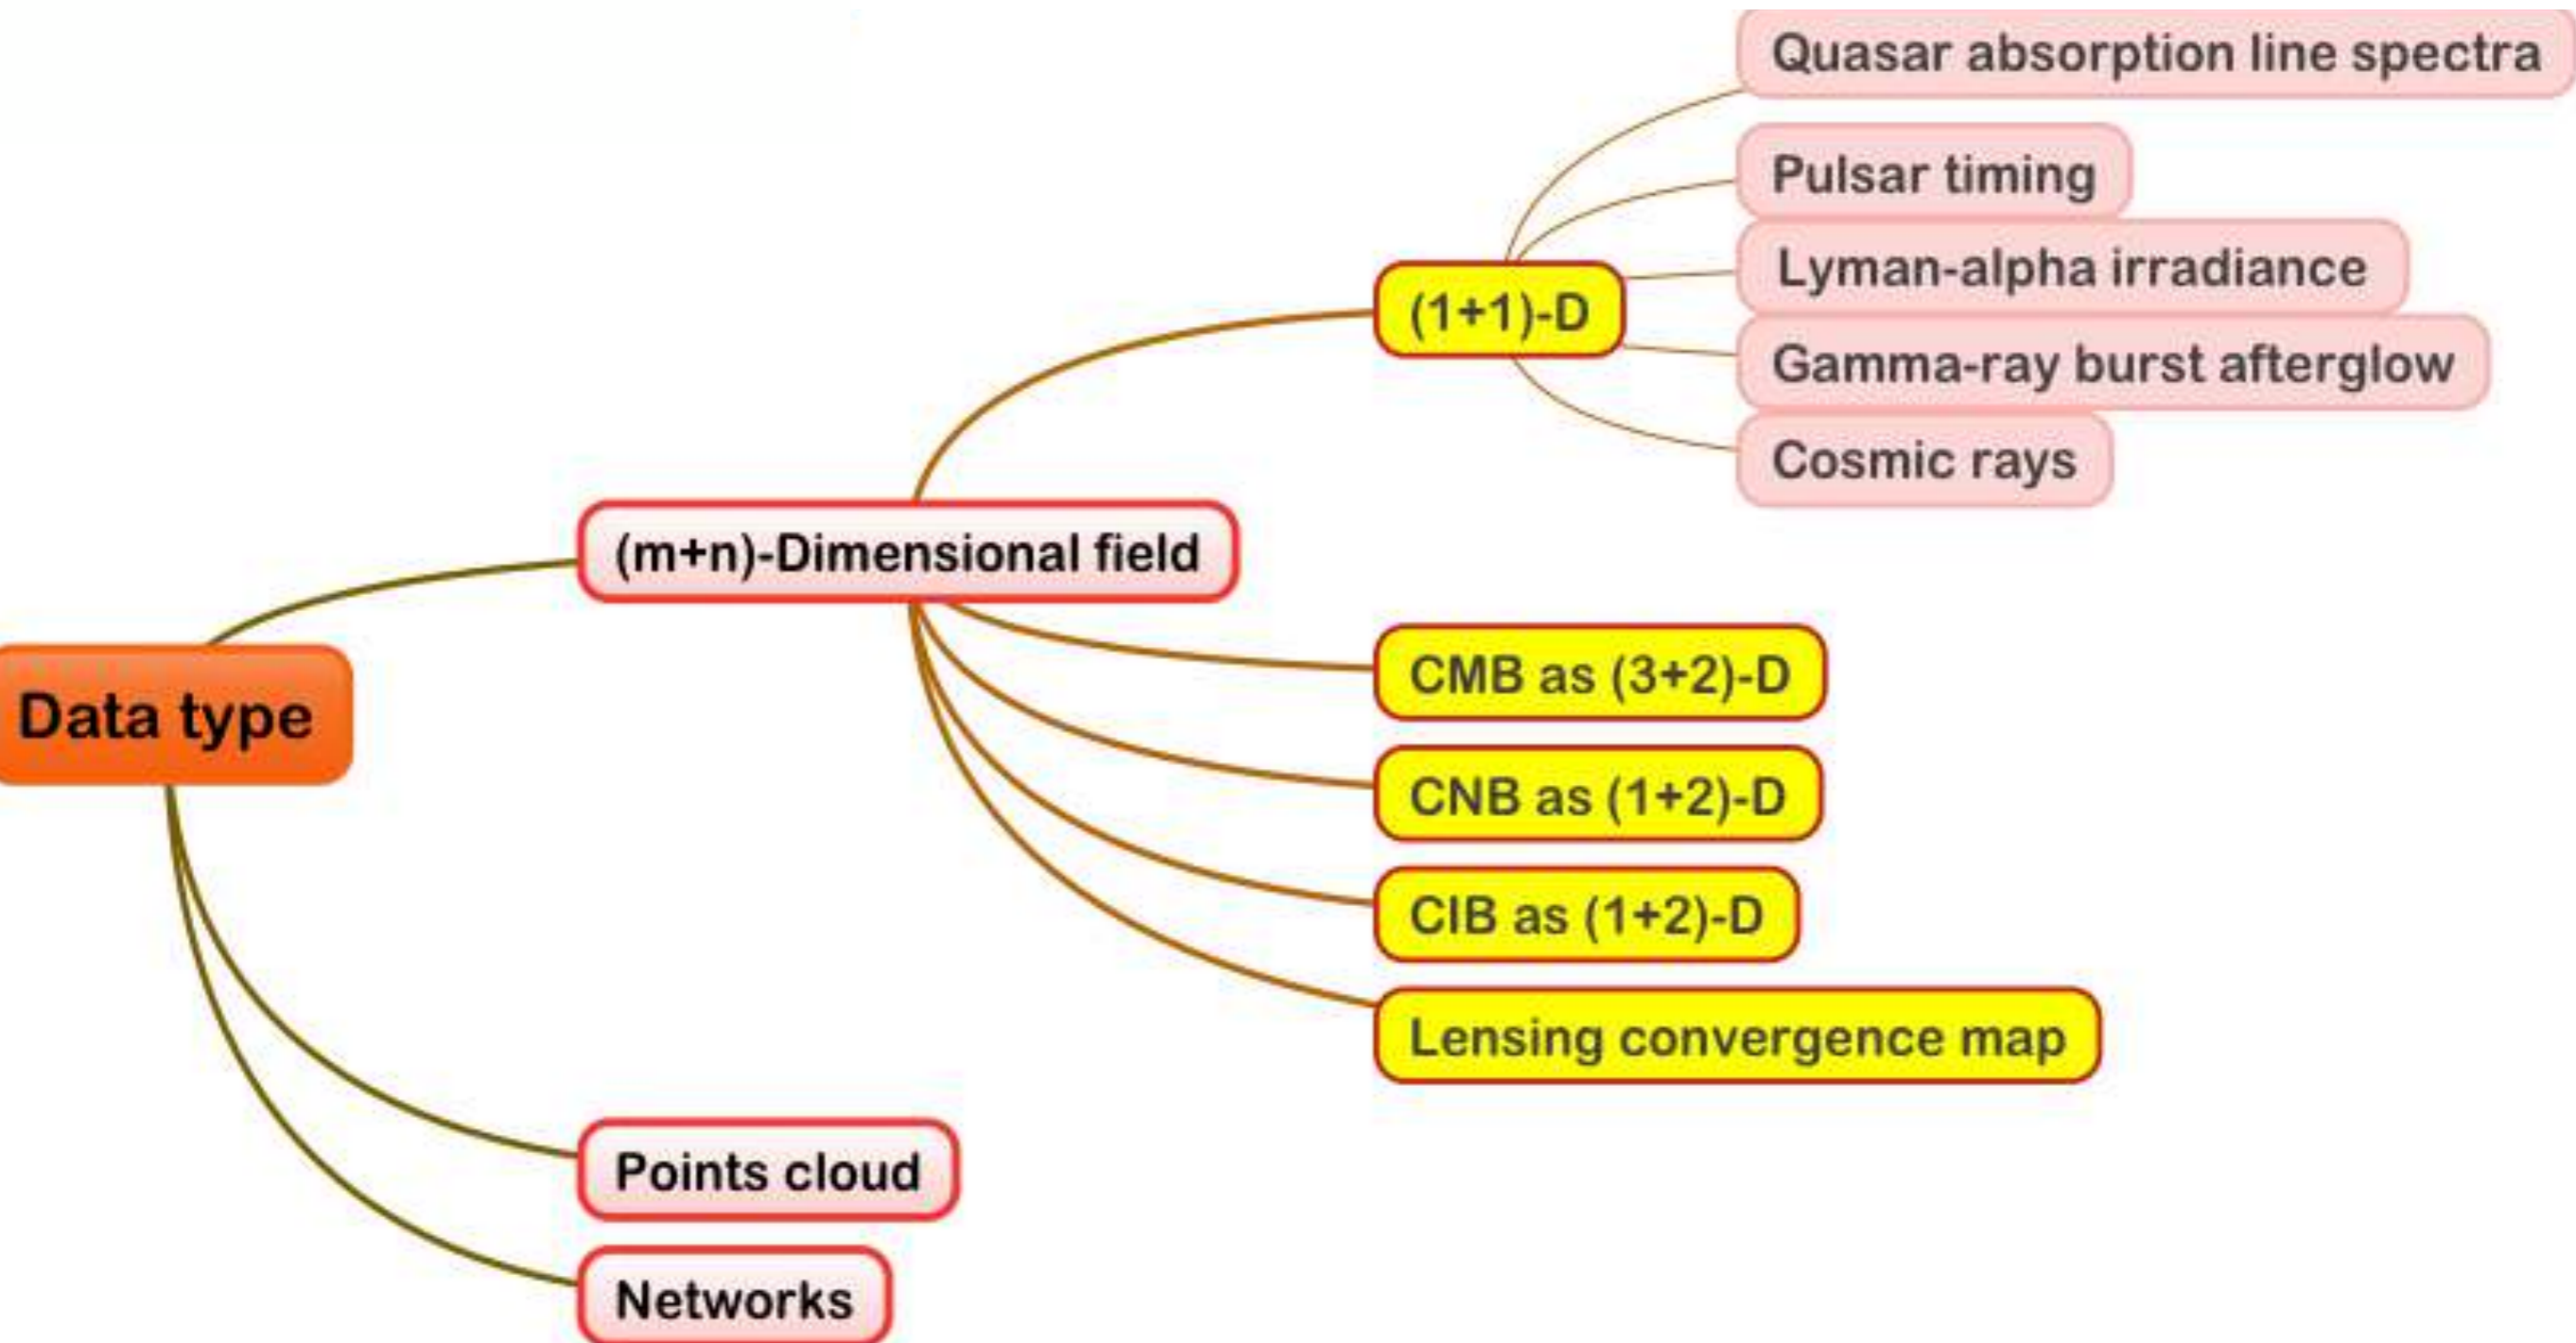 Quasar absorption line spectra
Pulsar timing
Lyman-alpha irradiance
(1+1)-D
Gamma-ray burst afterglow
Cosmic rays
(m+n)-Dimensional field
CMB as (3+2)-D
Data type
CNB as (1+2)-D
CIB as (1+2)-D
Lensing convergence map
Points cloud
Networks